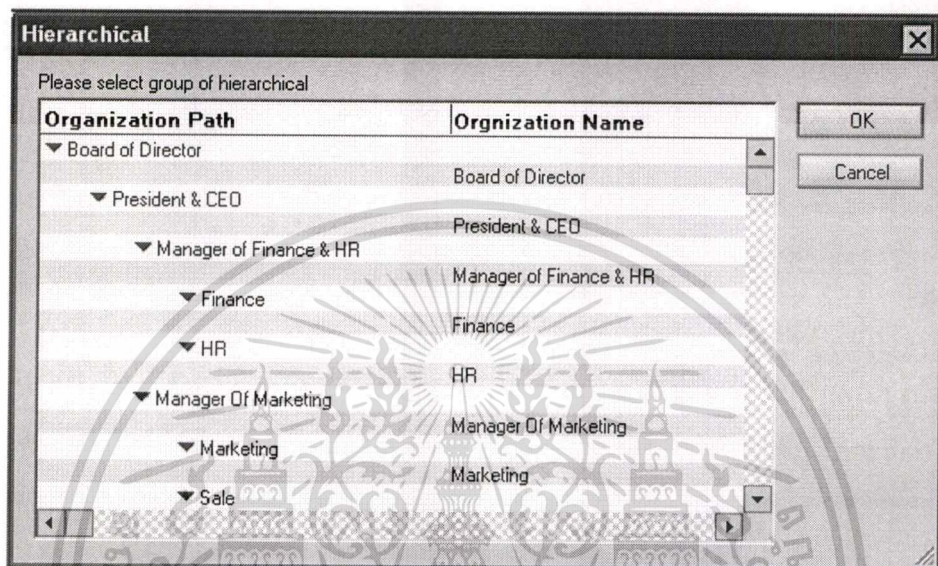 Hierarchical
Please select group of hierarchical
Organization Path Orgnization Name
Board of Director
Board of Director
President & CEO
President & CEO
Manager of Finance & HR
Manager of Finance & HR
Finance
Finance
HR
HR
Manager Of Marketing
Manager Of Marketing
Marketing
Marketing
Sale
OK
Cancel